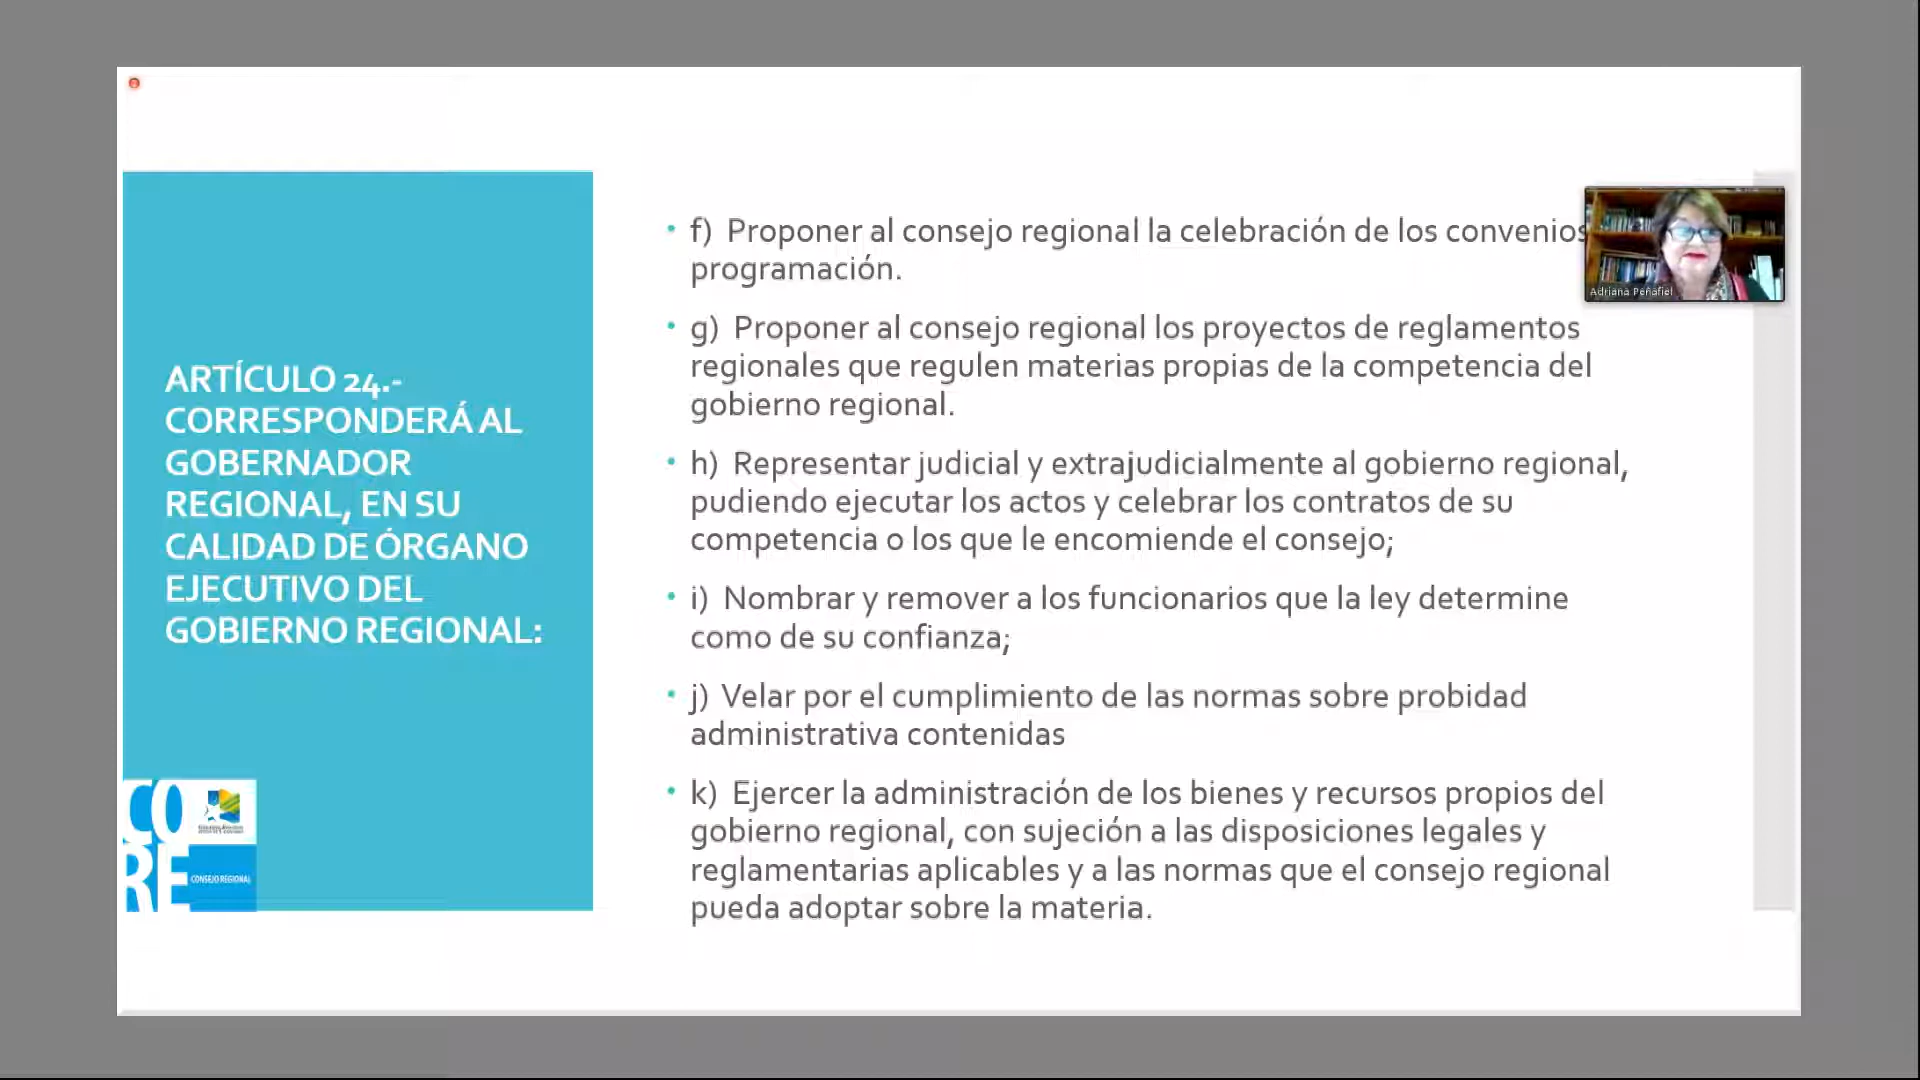 ARTÍCULO 24.-
CORRESPONDERÁ AL
GOBERNADOR
REGIONAL, EN SU
CALIDAD DE ÓRGANO
EJECUTIVO DEL
GOBIERNO REGIONAL:
CO
RE
CONSEJO REGIONAL
• f) Proponer al consejo regional la celebración de los convenios
programación.
• g) Proponer al consejo regional los proyectos de reglamentos
regionales que regulen materias propias de la competencia del
gobierno regional.
• h) Representar judicial y extrajudicialmente al gobierno regional,
pudiendo ejecutar los actos y celebrar los contratos de su
competencia o los que le encomiende el consejo;
• i) Nombrar y remover a los funcionarios que la ley determine
como de su confianza;
• j) Velar por el cumplimiento de las normas sobre probidad
administrativa contenidas
• k) Ejercer la administración de los bienes y recursos propios del
gobierno regional, con sujeción a las disposiciones legales y
reglamentarias aplicables y a las normas que el consejo regional
pueda adoptar sobre la materia.
Adriana Peñafiel